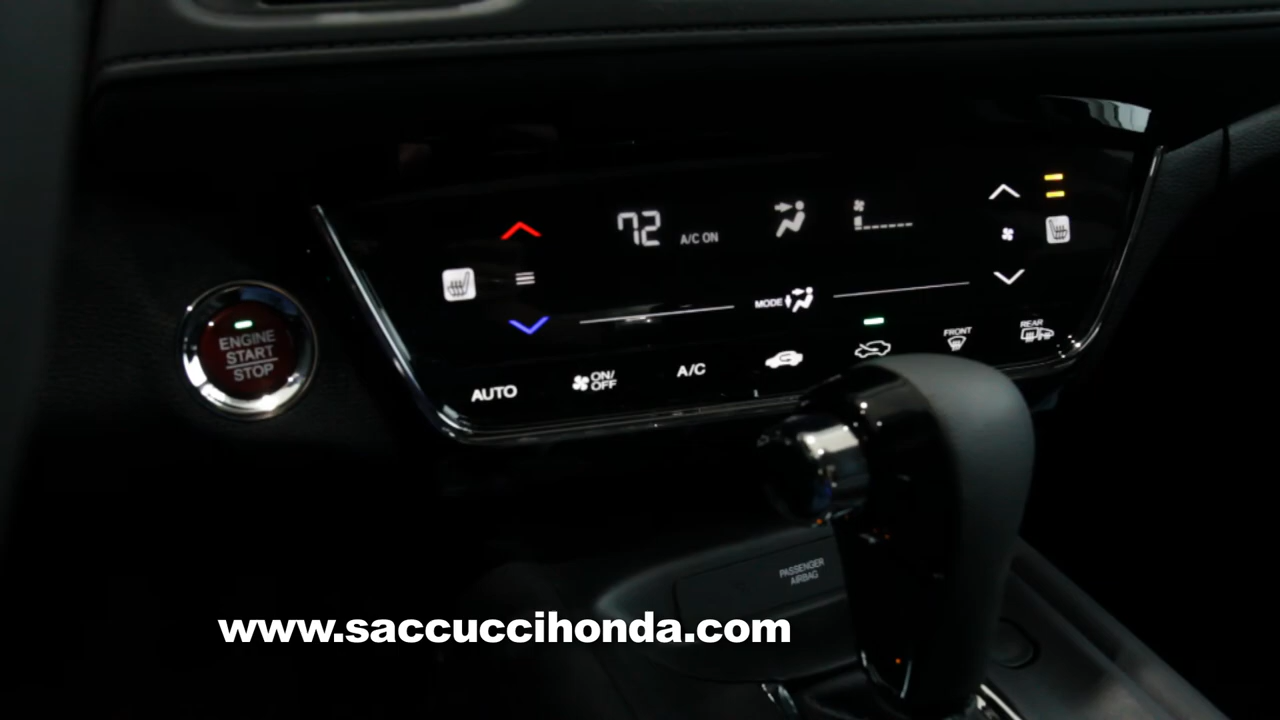 72 A/C ON
MODE
ENGINE
START
STOP
AUTO
ON/
OFF
A/C
FRONT
REAR
PASSENGER
AIRBAG
www.saccuccihonda.com